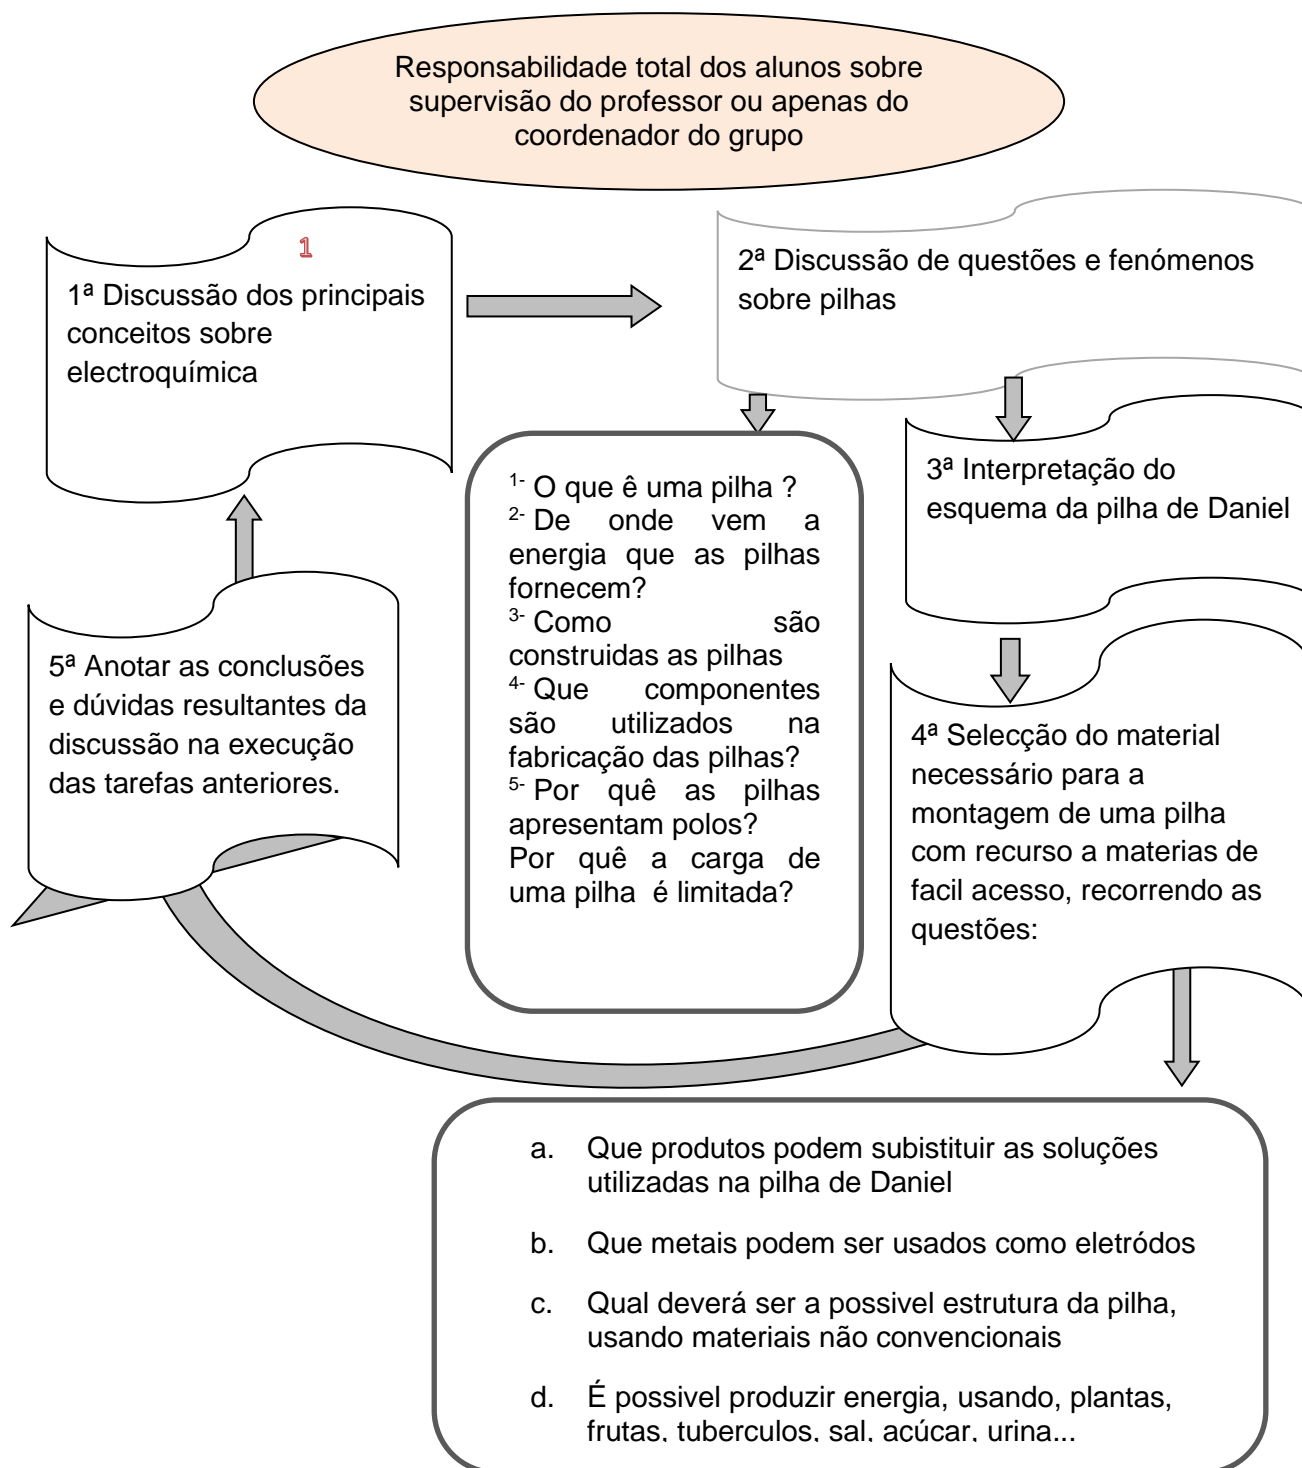 Responsabilidade total dos alunos sobre
supervisão do professor ou apenas do
coordenador do grupo
1
1ª Discussão dos principais
conceitos sobre
electroquímica
2ª Discussão de questões e fenómenos
sobre pilhas
3ª Interpretação do
esquema da pilha de Daniel
1- O que ê uma pilha ?
2- De onde vem a
energia que as pilhas
fornecem?
3- Como são
construidas as pilhas
4- Que componentes
são utilizados na
fabricação das pilhas?
5- Por quê as pilhas
apresentam polos?
Por quê a carga de
uma pilha é limitada?
5ª Anotar as conclusões
e dúvidas resultantes da
discussão na execução
das tarefas anteriores.
4ª Selecção do material
necessário para a
montagem de uma pilha
com recurso a materias de
facil acesso, recorrendo as
questões:
a. Que produtos podem subistituir as soluções
utilizadas na pilha de Daniel
b. Que metais podem ser usados como eletródos
c. Qual deverá ser a possivel estrutura da pilha,
usando materiais não convencionais
d. É possivel produzir energia, usando, plantas,
frutas, tuberculos, sal, acúcar, urina...